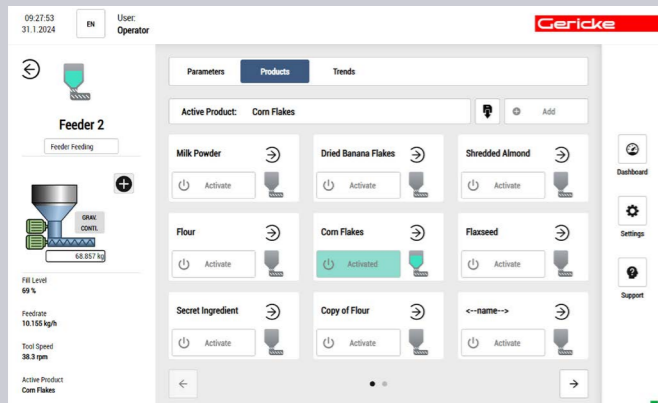 09:27:53
31.1.2024
EN
User:
Operator
Gericke
Feeder 2
Feeder Feeding
GRAV.
CONTI.
68.857 kg
Fill Level
69 %
Feedrate
10.155 kg/h
Tool Speed
38.3 rpm
Active Product
Corn Flakes
Parameters
Products
Trends
Active Product: Corn Flakes
Add
Milk Powder
Activate
Dried Banana Flakes
Activate
Shredded Almond
Activate
Flour
Activate
Corn Flakes
Activated
Flaxseed
Activate
Secret Ingredient
Activate
Copy of Flour
Activate
<--name-->
Activate
Dashboard
Settings
Support